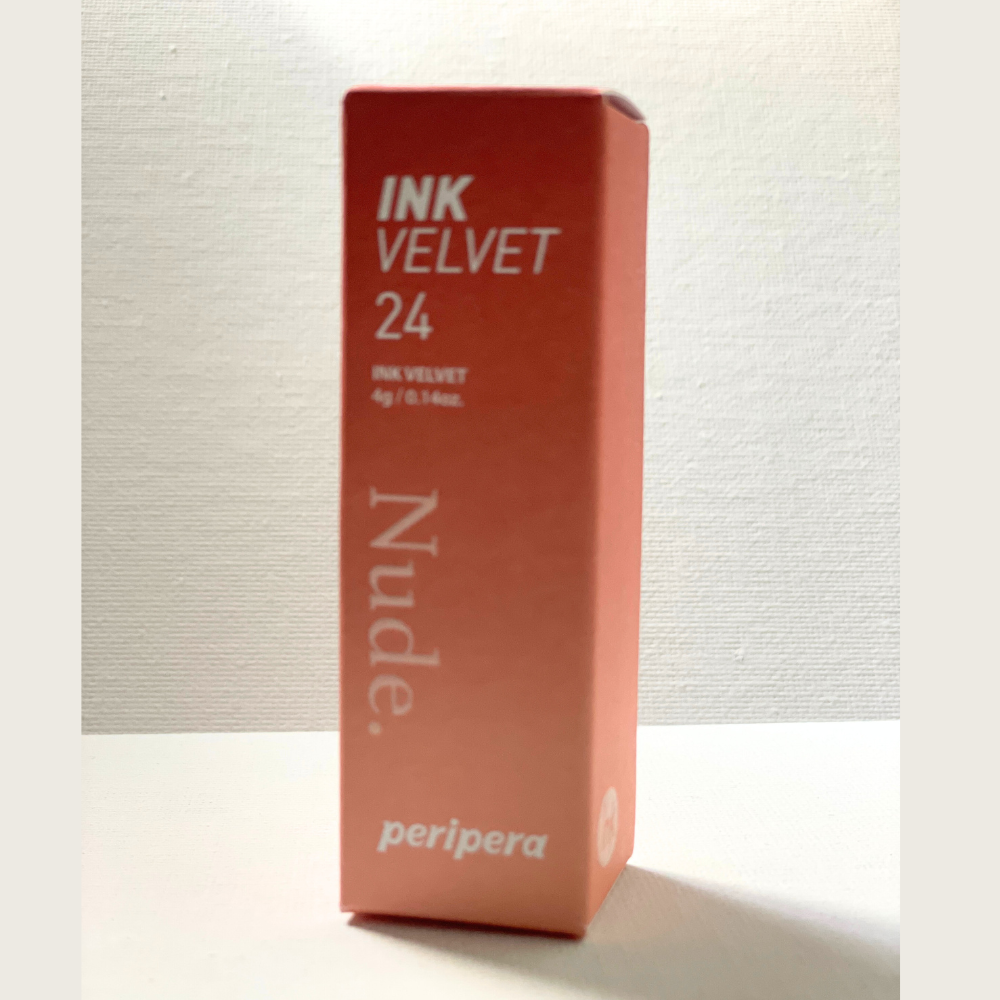 INK
VELVET
24
INK VELVET
4g / 0.14oz.
Nude.
peripera